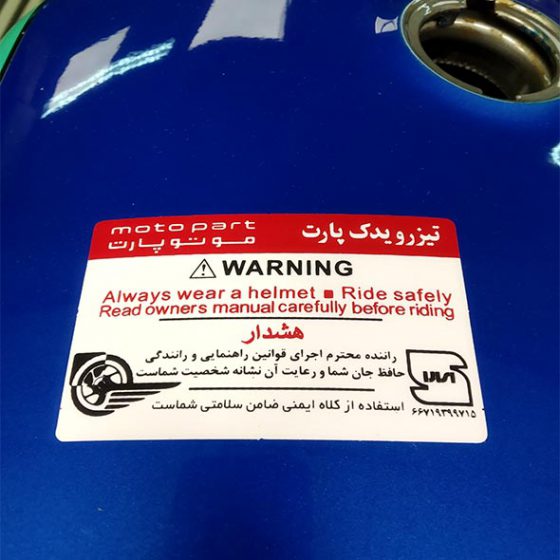 moto part
موتو پارت
تیزرو یدک پارت
WARNING
Always wear a helmet ■ Ride safely
Read owners manual carefully before riding
هشدار
راننده محترم اجرای قوانین راهنمایی و رانندگی
حافظ جان شما و رعایت آن نشانه شخصیت شماست
استفاده از کلاه ایمنی ضامن سلامتی شماست
۶۶۷۱۹۳۹۹۷۱۵